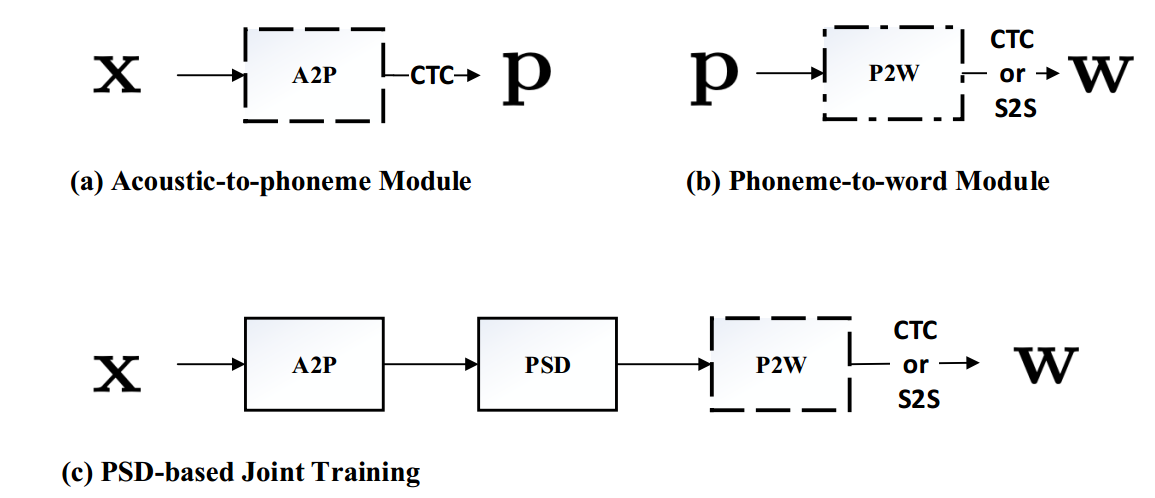 x A2P CTC p
p P2W CTC or S2S w
(a) Acoustic-to-phoneme Module
(b) Phoneme-to-word Module
x A2P PSD P2W CTC or S2S w
(c) PSD-based Joint Training